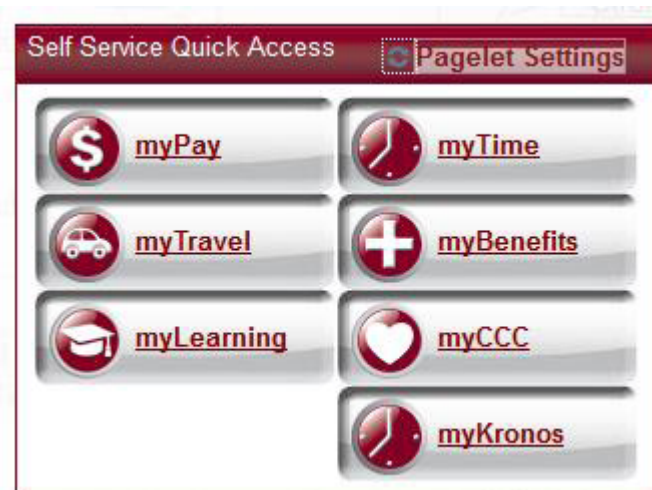 Self Service Quick Access Pagelet Settings
myPay myTime
myTravel myBenefits
myLearning myCCC
myKronos